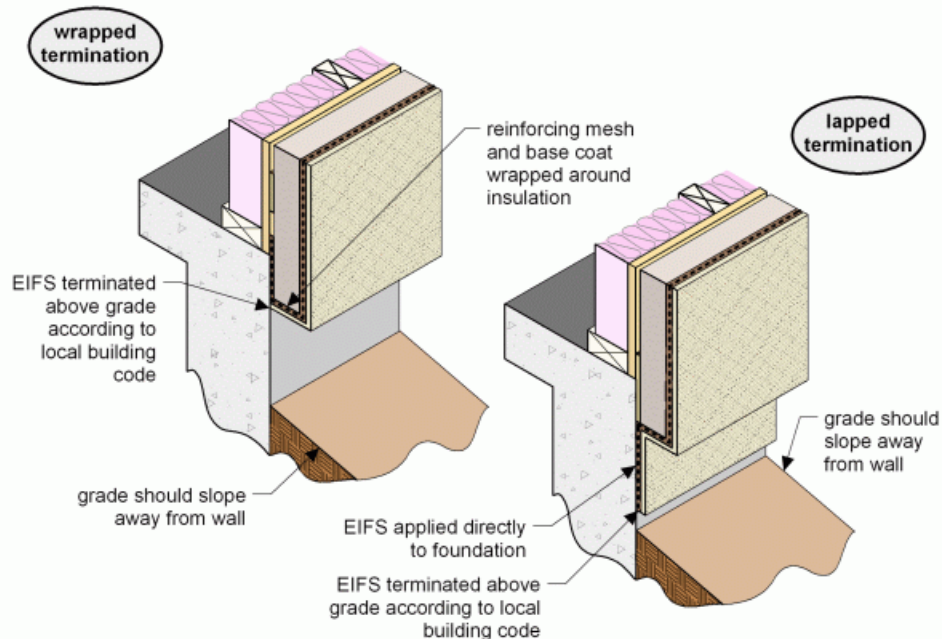 wrapped
termination
reinforcing mesh
and base coat
wrapped around
insulation
EIFS terminated
above grade
according to
local building
code
grade should slope
away from wall
lapped
termination
grade should
slope away
from wall
EIFS applied directly
to foundation
EIFS terminated above
grade according to local
building code